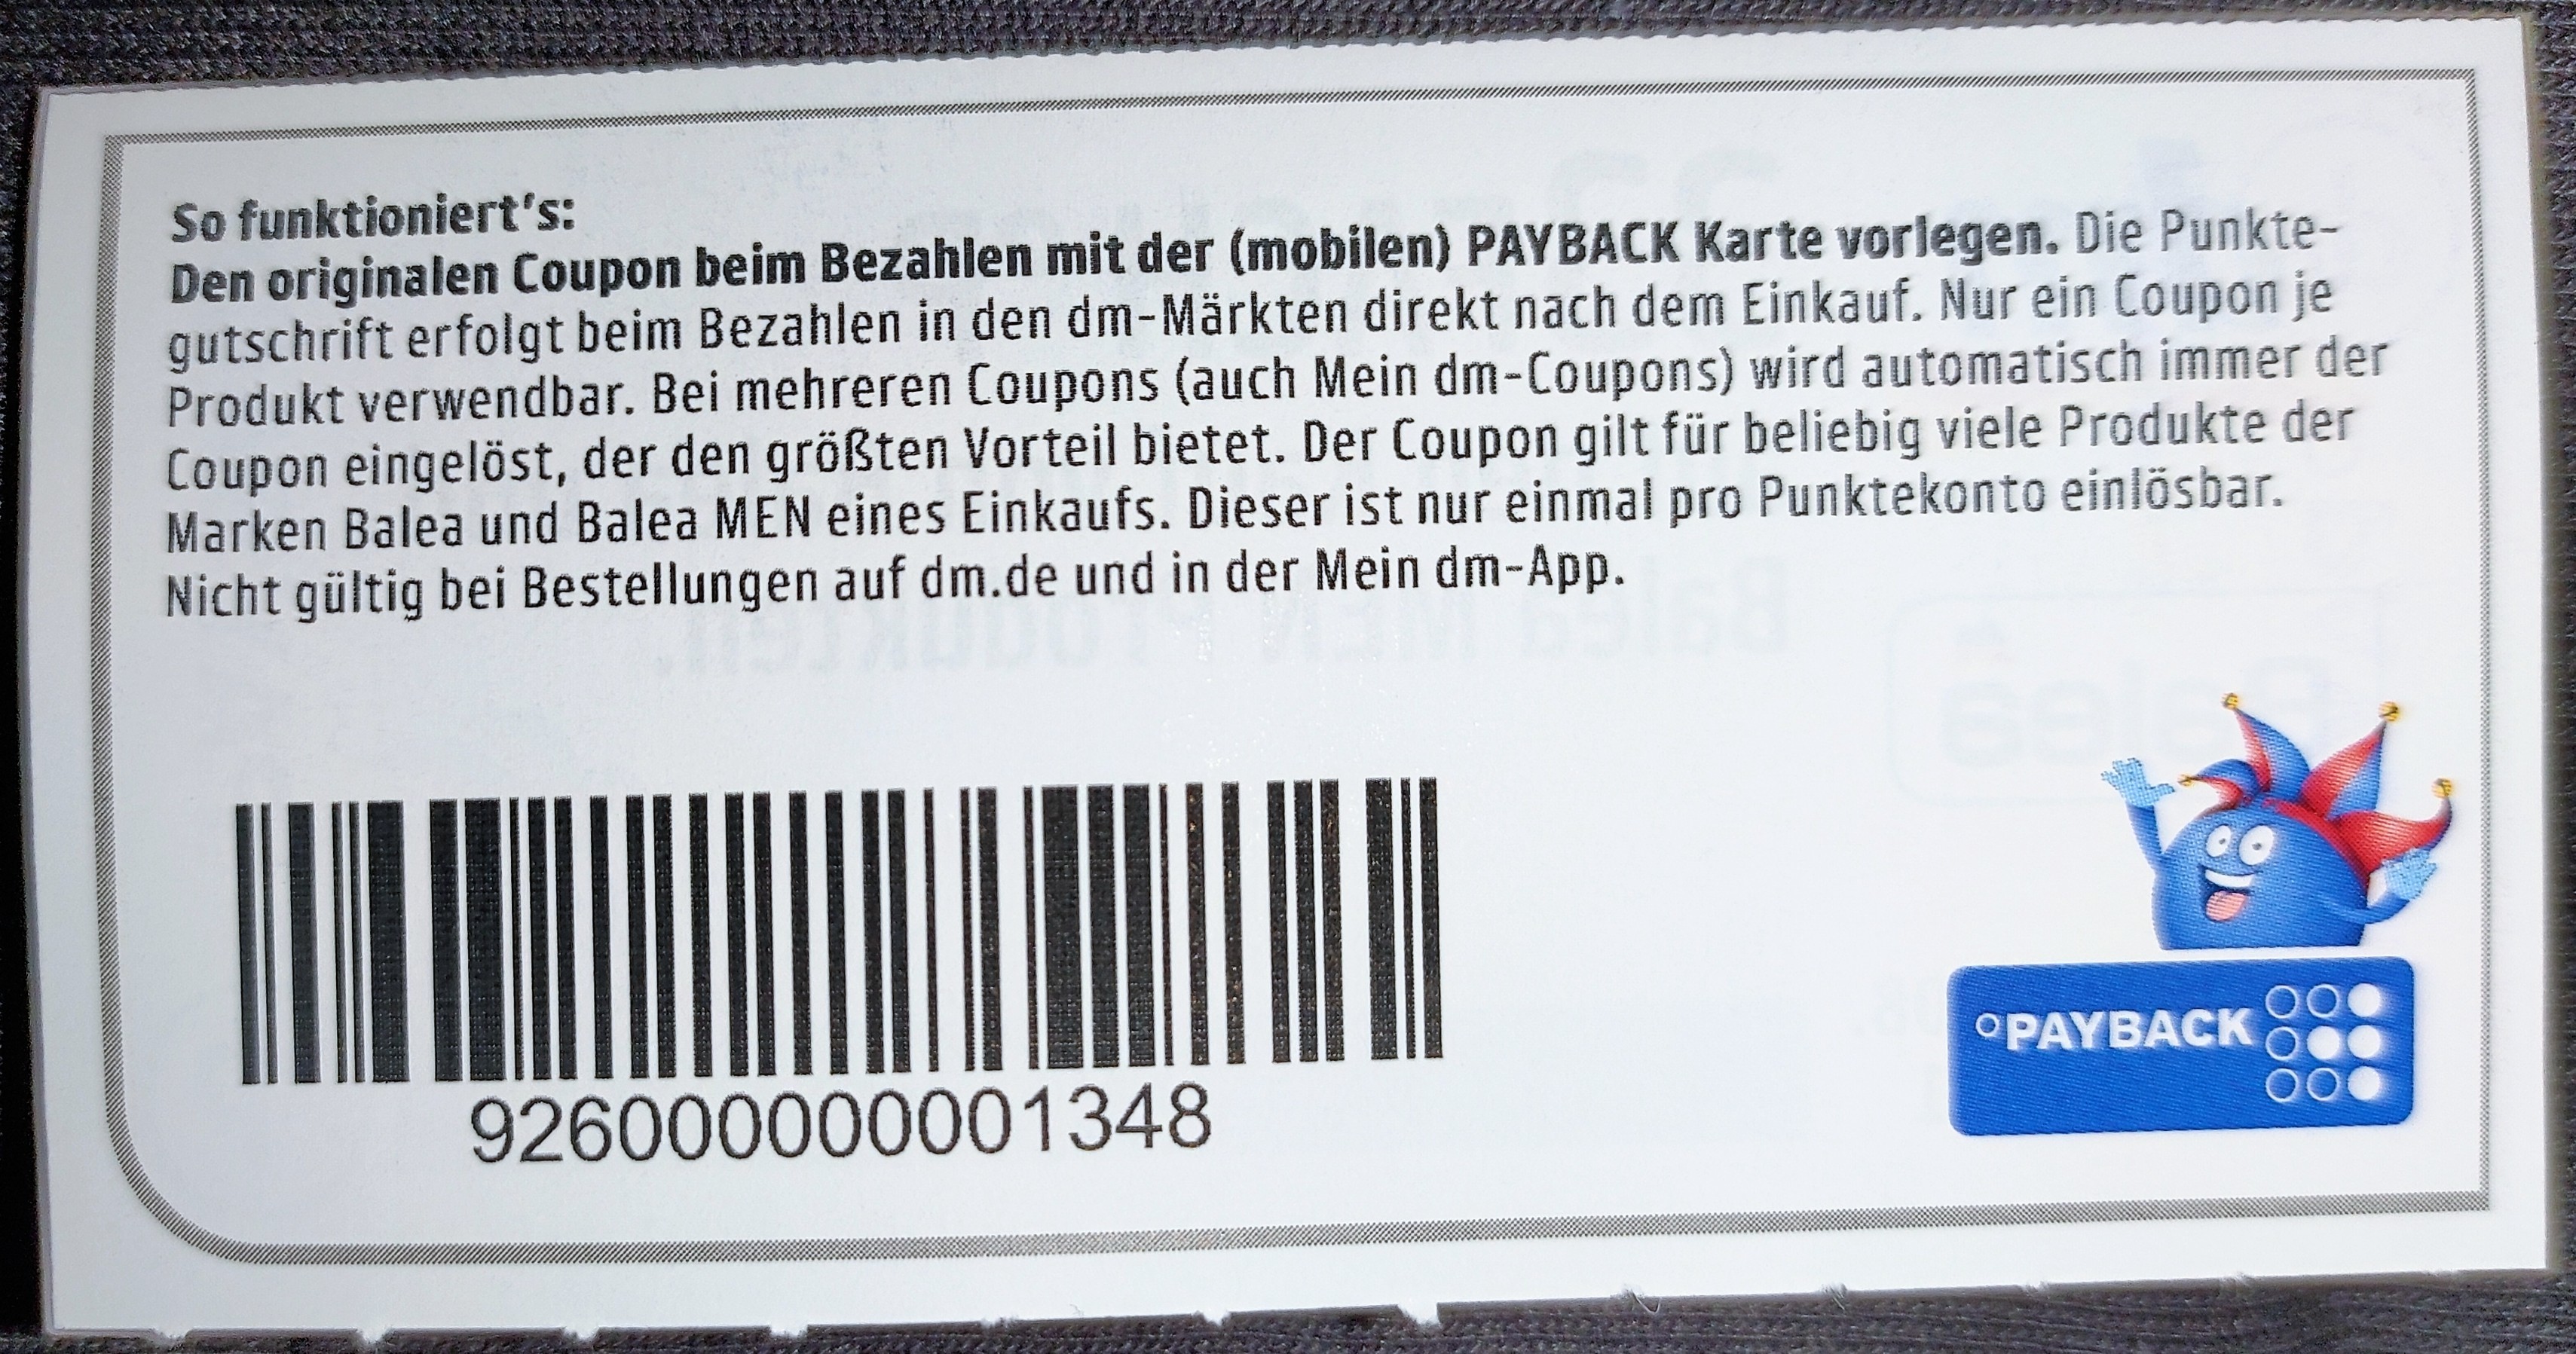 So funktioniert's:
Den originalen Coupon beim Bezahlen mit der (mobilen) PAYBACK Karte vorlegen. Die Punkte-
gutschrift erfolgt beim Bezahlen in den dm-Märkten direkt nach dem Einkauf. Nur ein Coupon je
Produkt verwendbar. Bei mehreren Coupons (auch Mein dm-Coupons) wird automatisch immer der
Coupon eingelöst, der den größten Vorteil bietet. Der Coupon gilt für beliebig viele Produkte der
Marken Balea und Balea MEN eines Einkaufs. Dieser ist nur einmal pro Punktekonto einlösbar.
Nicht gültig bei Bestellungen auf dm.de und in der Mein dm-App.
926000000001348
PAYBACK